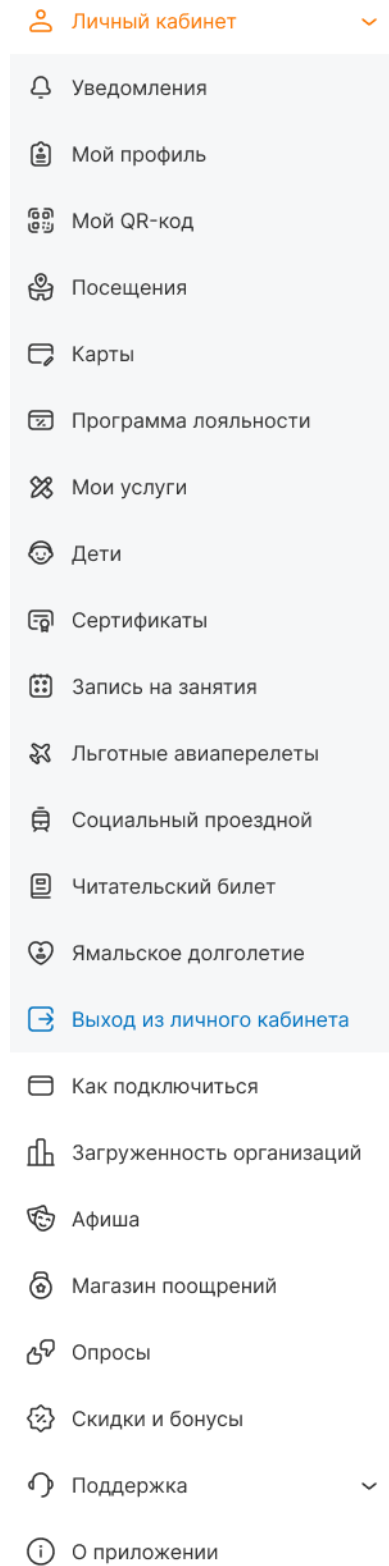 Личный кабинет
Уведомления
Мой профиль
Мой QR-код
Посещения
Карты
Программа лояльности
Мои услуги
Дети
Сертификаты
Запись на занятия
Льготные авиаперелеты
Социальный проездной
Читательский билет
Ямальское долголетие
Выход из личного кабинета
Как подключиться
Загруженность организаций
Афиша
Магазин поощрений
Опросы
Скидки и бонусы
Поддержка
О приложении